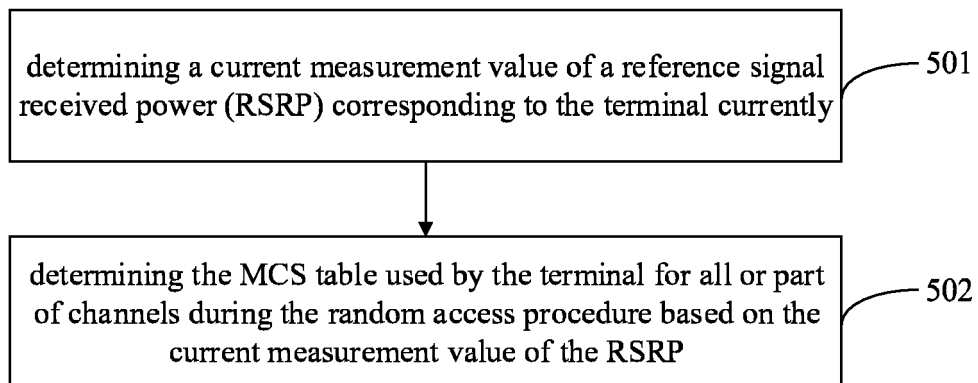 determining a current measurement value of a reference signal
received power (RSRP) corresponding to the terminal currently
501
determining the MCS table used by the terminal for all or part
of channels during the random access procedure based on the
current measurement value of the RSRP
502